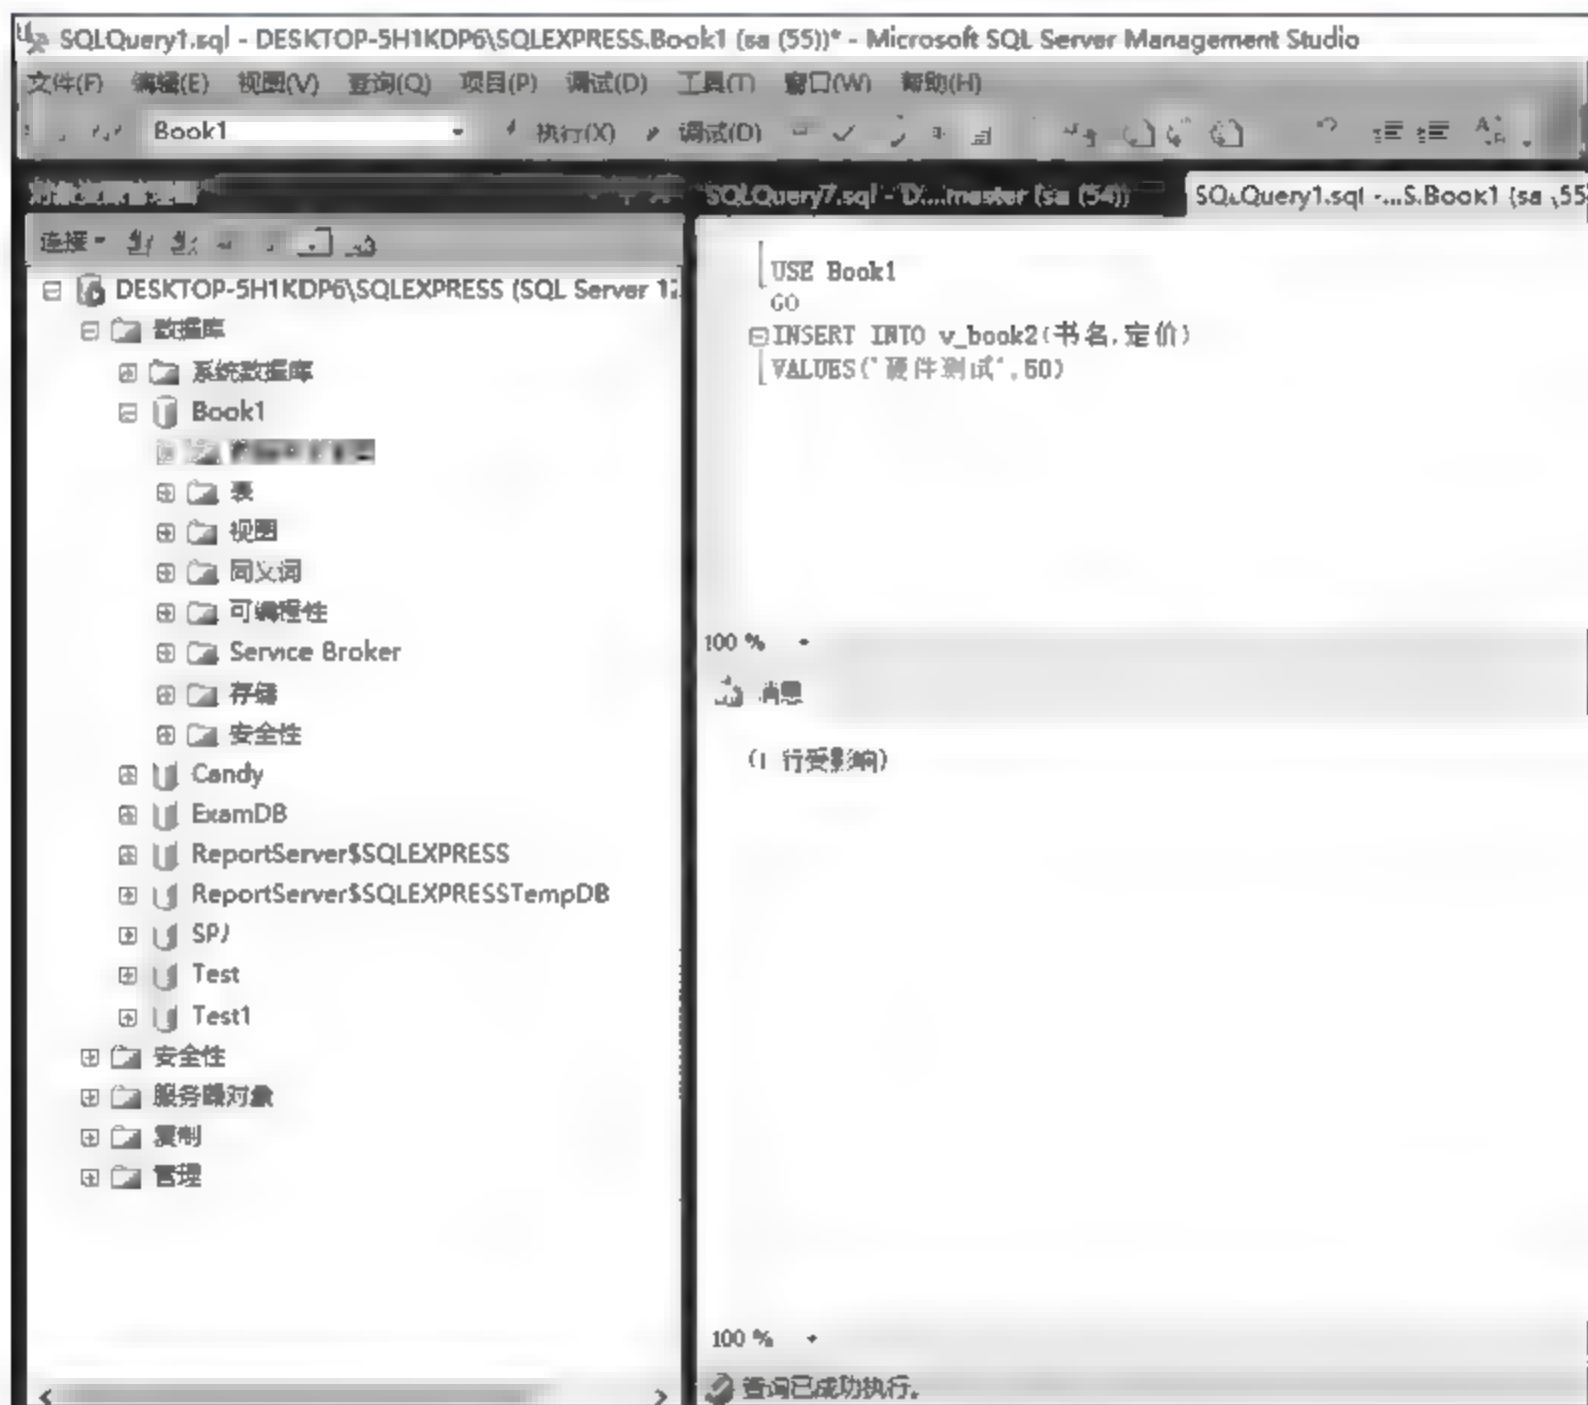 SQLQuery1.sql - DESKTOP-5H1KDP6\SQLEXPRESS.Book1 (sa (55))* - Microsoft SQL Server Management Studio
文件(F) 编辑(E) 视图(V) 查询(Q) 项目(P) 调试(D) 工具(T) 窗口(W) 帮助(H)
Book1 执行(X) 调试(D)
SQLQuery7.sql - D:...master (sa (54)) SQLQuery1.sql -...S.Book1 (sa (55
连接
DESKTOP-5H1KDP6\SQLEXPRESS (SQL Server 12.
数据库
系统数据库
Book1
表
视图
同义词
可编程性
Service Broker
存储
安全性
Candy
ExamDB
ReportServer$SQLEXPRESS
ReportServer$SQLEXPRESSTempDB
SPJ
Test
Test1
安全性
服务器对象
复制
管理
USE Book1
GO
INSERT INTO v_book2(书名,定价)
VALUES('硬件测试',50)
100 %
消息
(1 行受影响)
100 %
查询已成功执行。